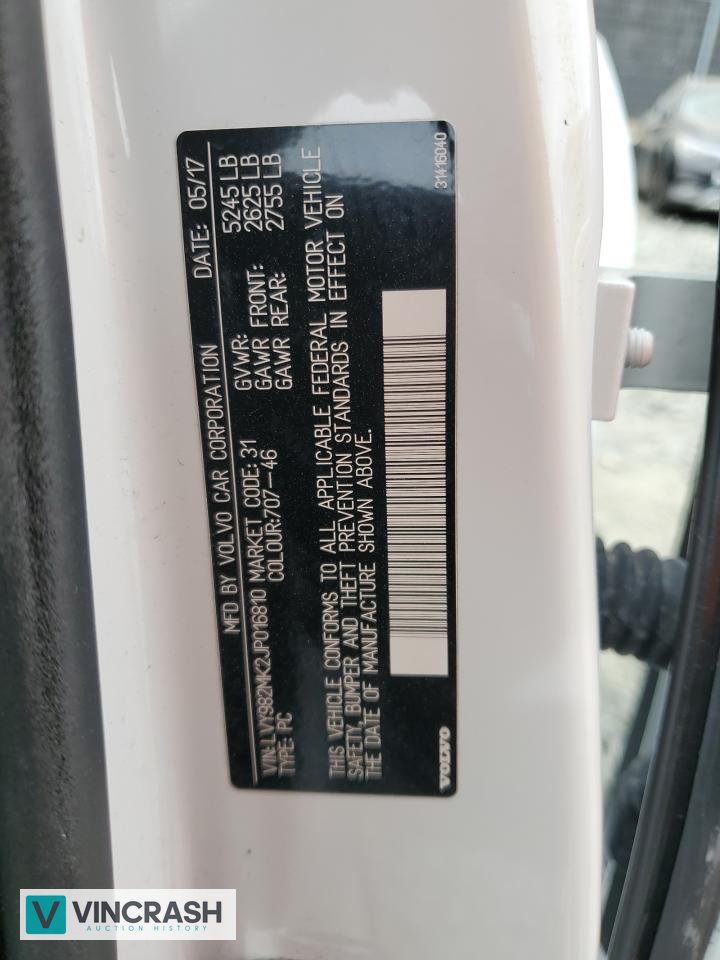 MFD BY VOLVO CAR CORPORATION DATE: 05/17
VIN:LVY982MK2JP016810 MARKET CODE: 31 GVWR: 5245 LB
TYPE: PC COLOUR:707-46 GAWR FRONT: 2625 LB
GAWR REAR: 2755 LB
THIS VEHICLE CONFORMS TO ALL APPLICABLE FEDERAL MOTOR VEHICLE
SAFETY, BUMPER AND THEFT PREVENTION STANDARDS IN EFFECT ON
THE DATE OF MANUFACTURE SHOWN ABOVE.
VOLVO 31416040
V VINCRASH
AUCTION HISTORY